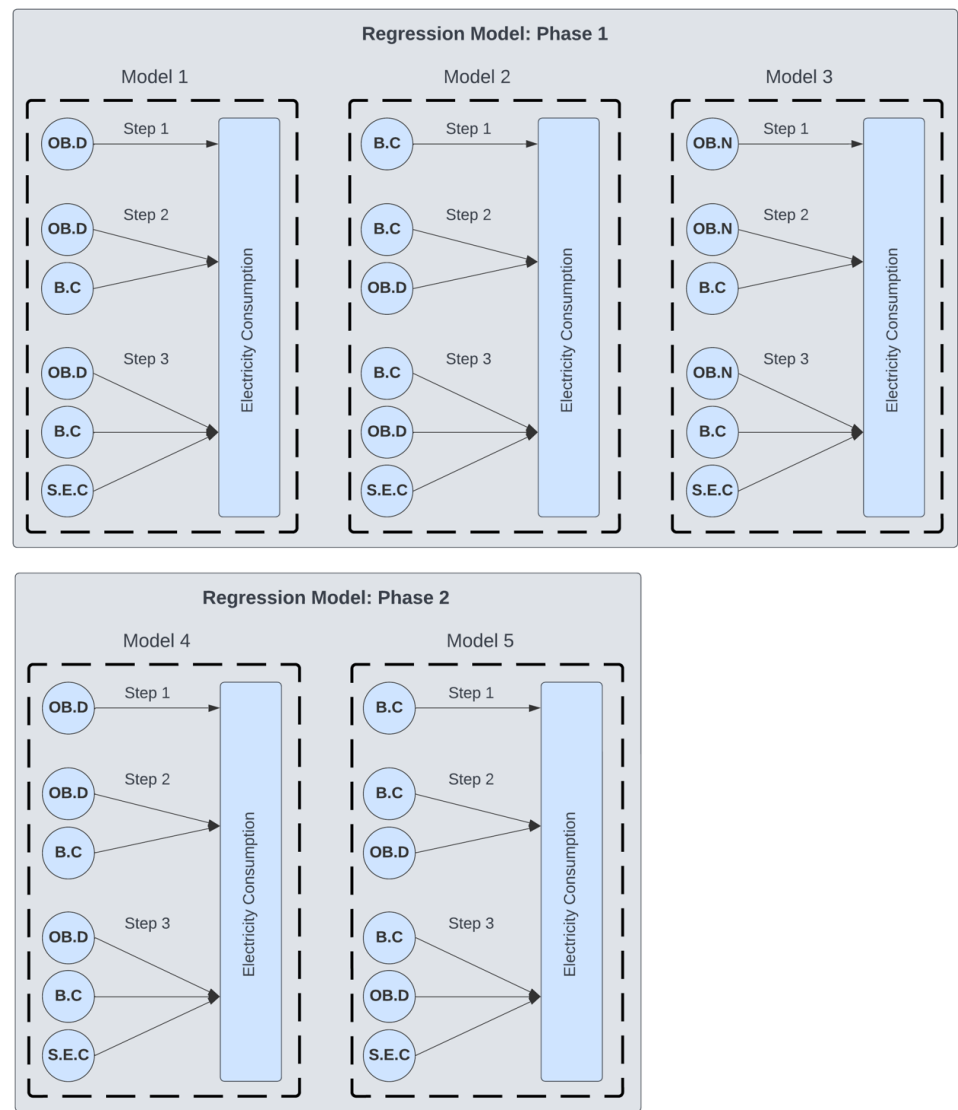 Regression Model: Phase 1
Model 1
Step 1
OB.D
Step 2
OB.D
B.C
Step 3
OB.D
B.C
S.E.C
Electricity Consumption
Model 2
Step 1
B.C
Step 2
B.C
OB.D
Step 3
B.C
OB.D
S.E.C
Electricity Consumption
Model 3
Step 1
OB.N
Step 2
OB.N
B.C
Step 3
OB.N
B.C
S.E.C
Electricity Consumption
Regression Model: Phase 2
Model 4
Step 1
OB.D
Step 2
OB.D
B.C
Step 3
OB.D
B.C
S.E.C
Electricity Consumption
Model 5
Step 1
B.C
Step 2
B.C
OB.D
Step 3
B.C
OB.D
S.E.C
Electricity Consumption